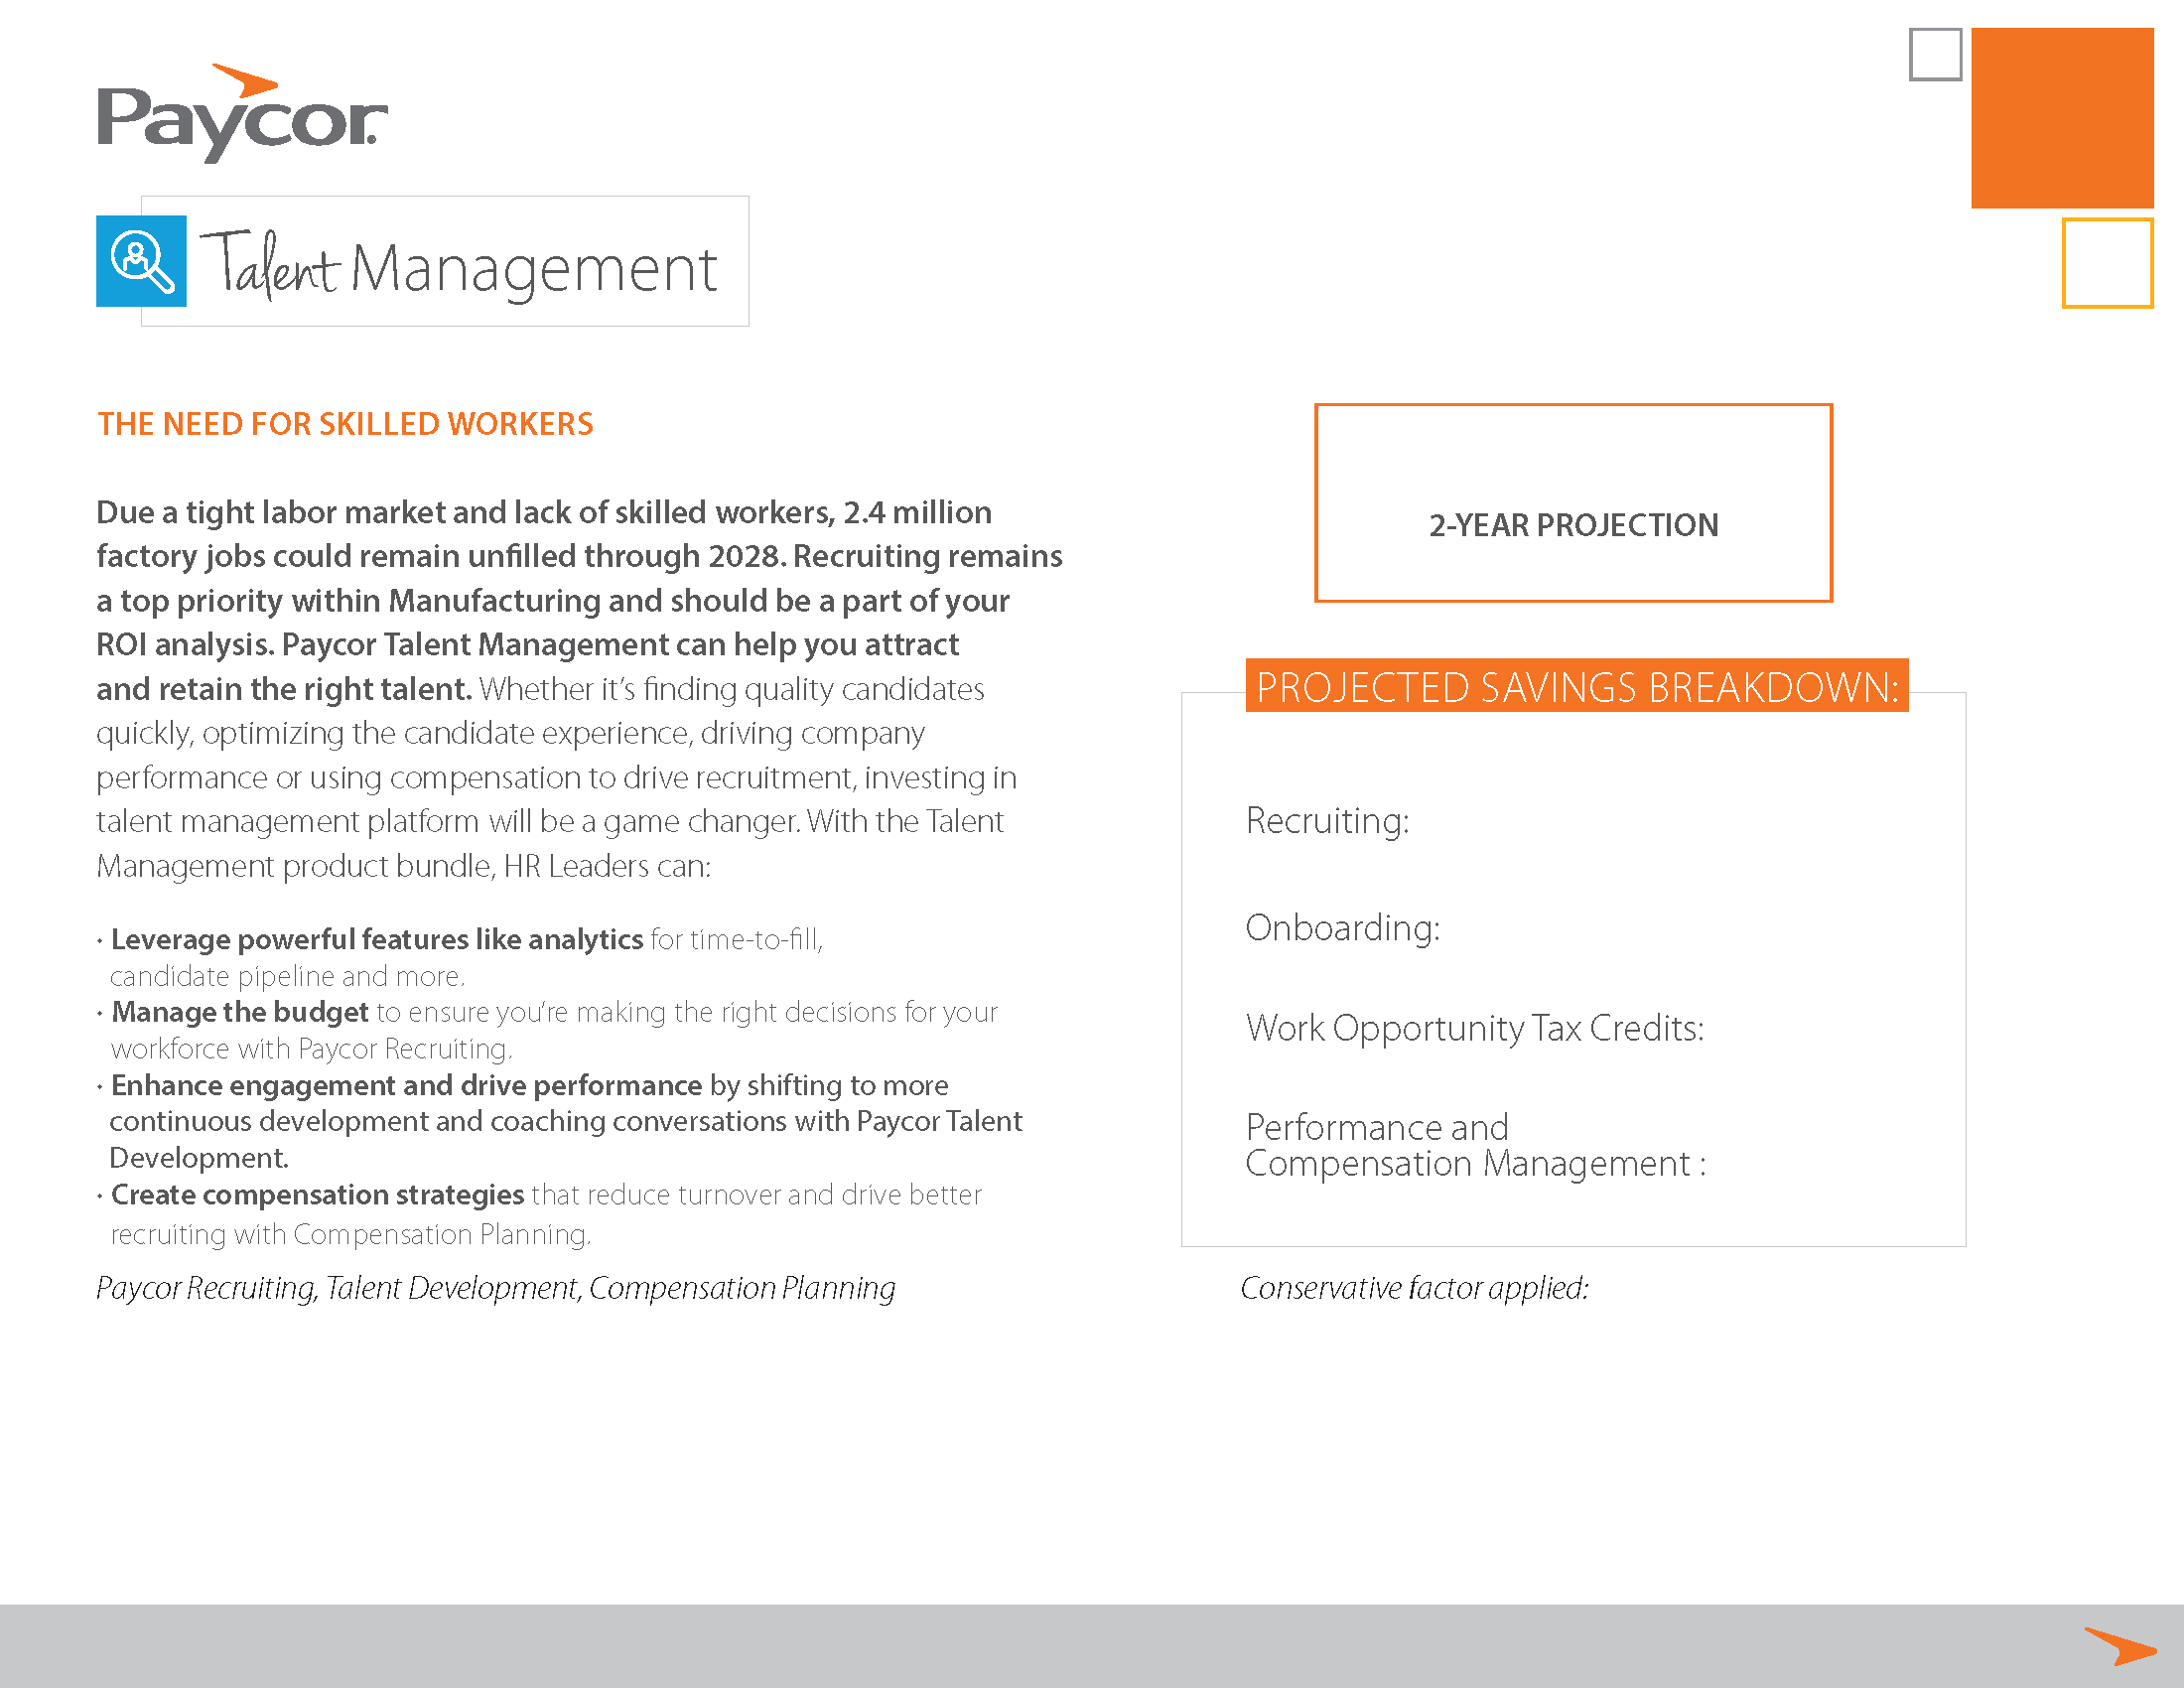 Paycor
Talent Management
THE NEED FOR SKILLED WORKERS
Due a tight labor market and lack of skilled workers, 2.4 million
factory jobs could remain unfilled through 2028. Recruiting remains
a top priority within Manufacturing and should be a part of your
ROI analysis. Paycor Talent Management can help you attract
and retain the right talent. Whether it’s finding quality candidates
quickly, optimizing the candidate experience, driving company
performance or using compensation to drive recruitment, investing in
talent management platform will be a game changer. With the Talent
Management product bundle, HR Leaders can:
• Leverage powerful features like analytics for time-to-fill,
candidate pipeline and more.
• Manage the budget to ensure you’re making the right decisions for your
workforce with Paycor Recruiting.
• Enhance engagement and drive performance by shifting to more
continuous development and coaching conversations with Paycor Talent
Development.
• Create compensation strategies that reduce turnover and drive better
recruiting with Compensation Planning.
Paycor Recruiting, Talent Development, Compensation Planning
2-YEAR PROJECTION
PROJECTED SAVINGS BREAKDOWN:
Recruiting:
Onboarding:
Work Opportunity Tax Credits:
Performance and
Compensation Management :
Conservative factor applied: